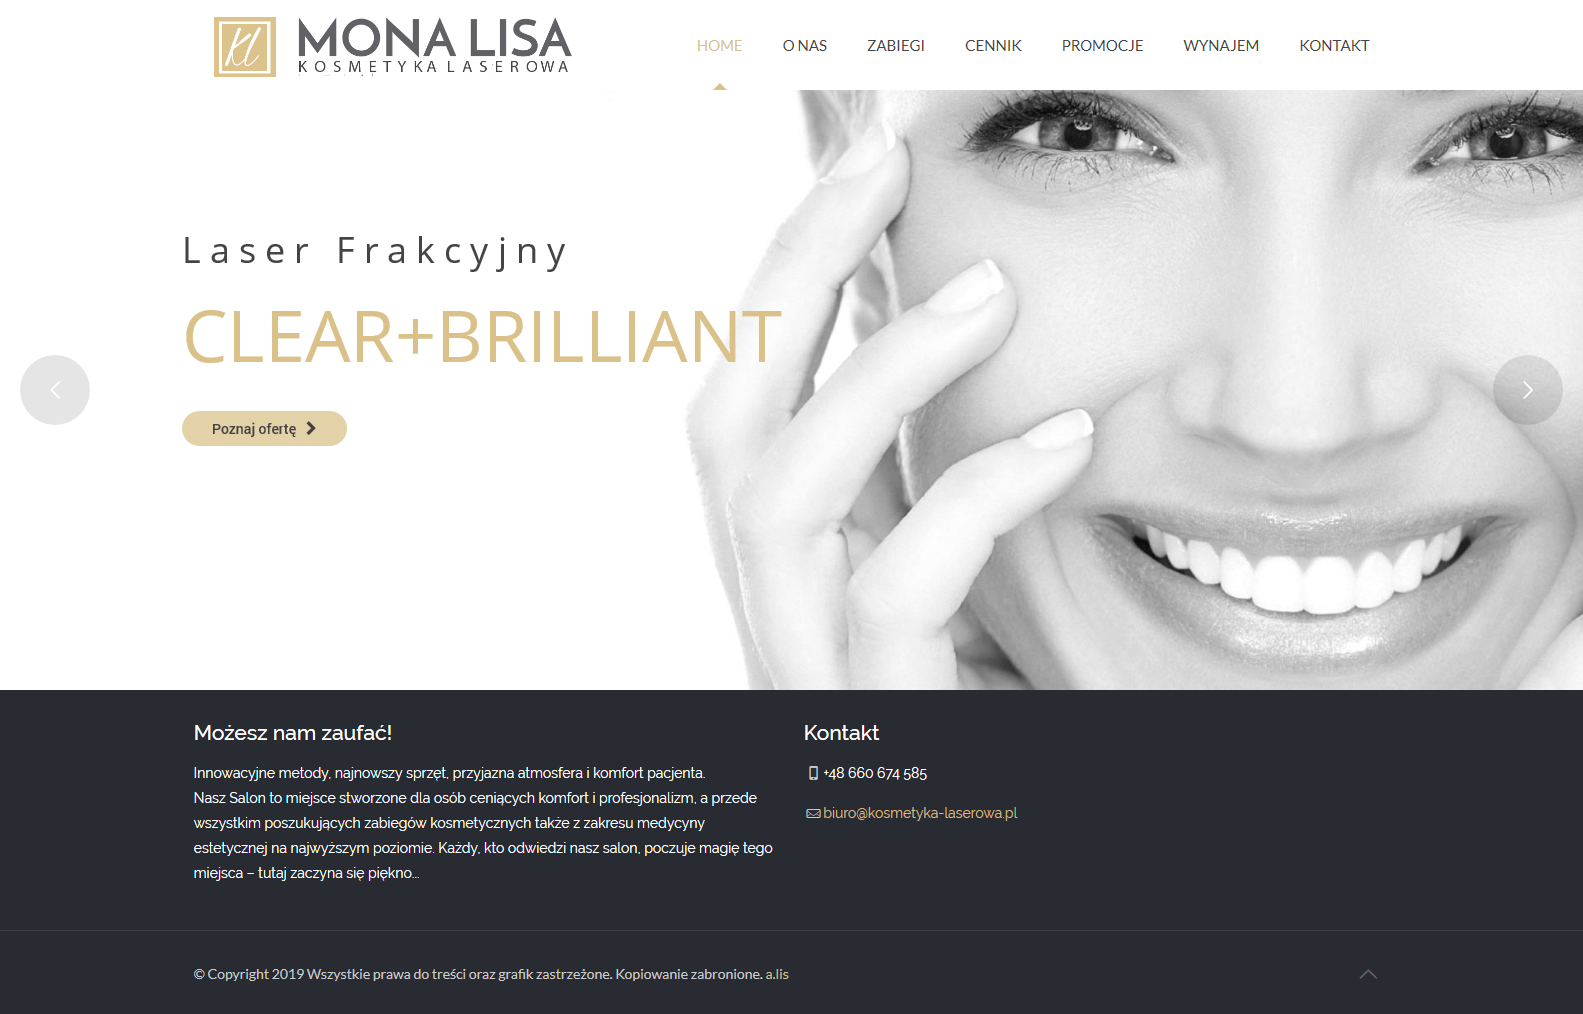 KL
MONA LISA
KOSMETYKA LASEROWA
HOME
O NAS
ZABIEGI
CENNIK
PROMOCJE
WYNAJEM
KONTAKT
Laser Frakcyjny
CLEAR+BRILLIANT
Poznaj ofertę
Możesz nam zaufać!
Innowacyjne metody, najnowszy sprzęt, przyjazna atmosfera i komfort pacjenta.
Nasz Salon to miejsce stworzone dla osób ceniących komfort i profesjonalizm, a przede
wszystkim poszukujących zabiegów kosmetycznych także z zakresu medycyny
estetycznej na najwyższym poziomie. Każdy, kto odwiedzi nasz salon, poczuje magię tego
miejsca – tutaj zaczyna się piękno...
Kontakt
+48 660 674 585
biuro@kosmetyka-laserowa.pl
© Copyright 2019 Wszystkie prawa do treści oraz grafik zastrzeżone. Kopiowanie zabronione. a.lis